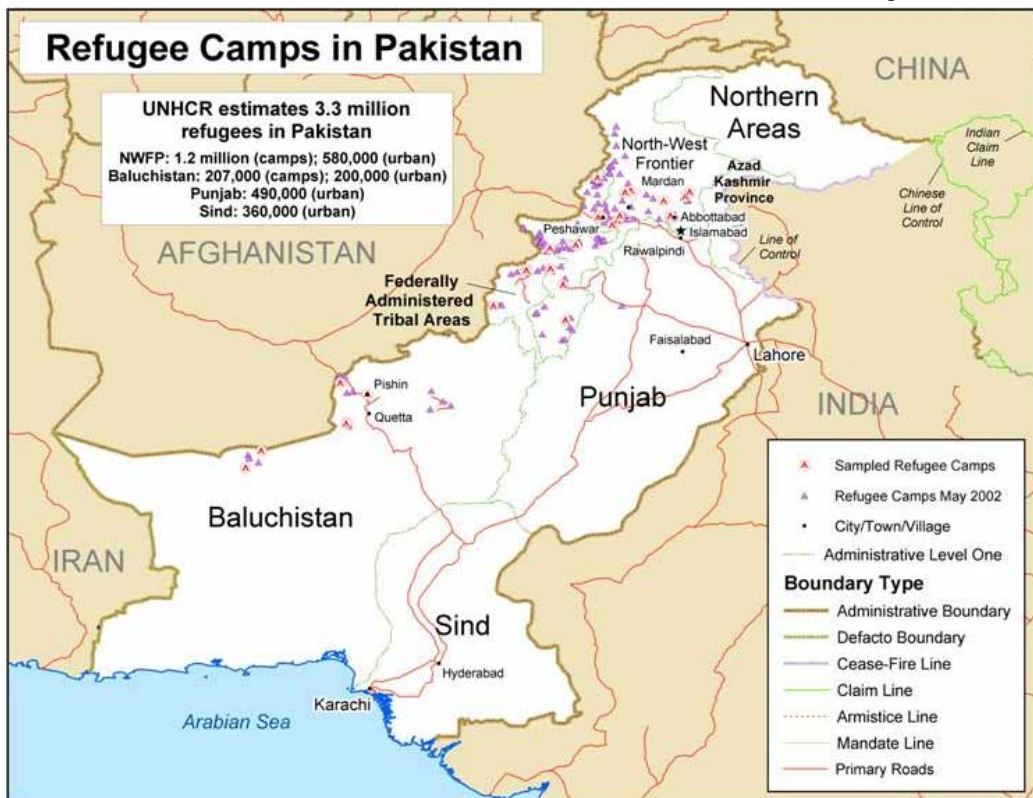 Refugee Camps in Pakistan
UNHCR estimates 3.3 million
refugees in Pakistan
NWFP: 1.2 million (camps); 580,000 (urban)
Baluchistan: 207,000 (camps); 200,000 (urban)
Punjab: 490,000 (urban)
Sind: 360,000 (urban)
CHINA
Northern
Areas
Indian
Claim
Line
North-West
Frontier
Mardan
Azad
Kashmir
Province
Chinese
Line of
Control
Abbottabad
Peshawar
Islamabad
Rawalpindi
Line of
Control
AFGHANISTAN
Federally
Administered
Tribal Areas
Faisalabad
Lahore
Pishin
Quetta
Punjab
INDIA
Baluchistan
IRAN
Sind
Hyderabad
Karachi
Arabian Sea
Sampled Refugee Camps
Refugee Camps May 2002
City/Town/Village
Administrative Level One
Boundary Type
Administrative Boundary
Defacto Boundary
Cease-Fire Line
Claim Line
Armistice Line
Mandate Line
Primary Roads